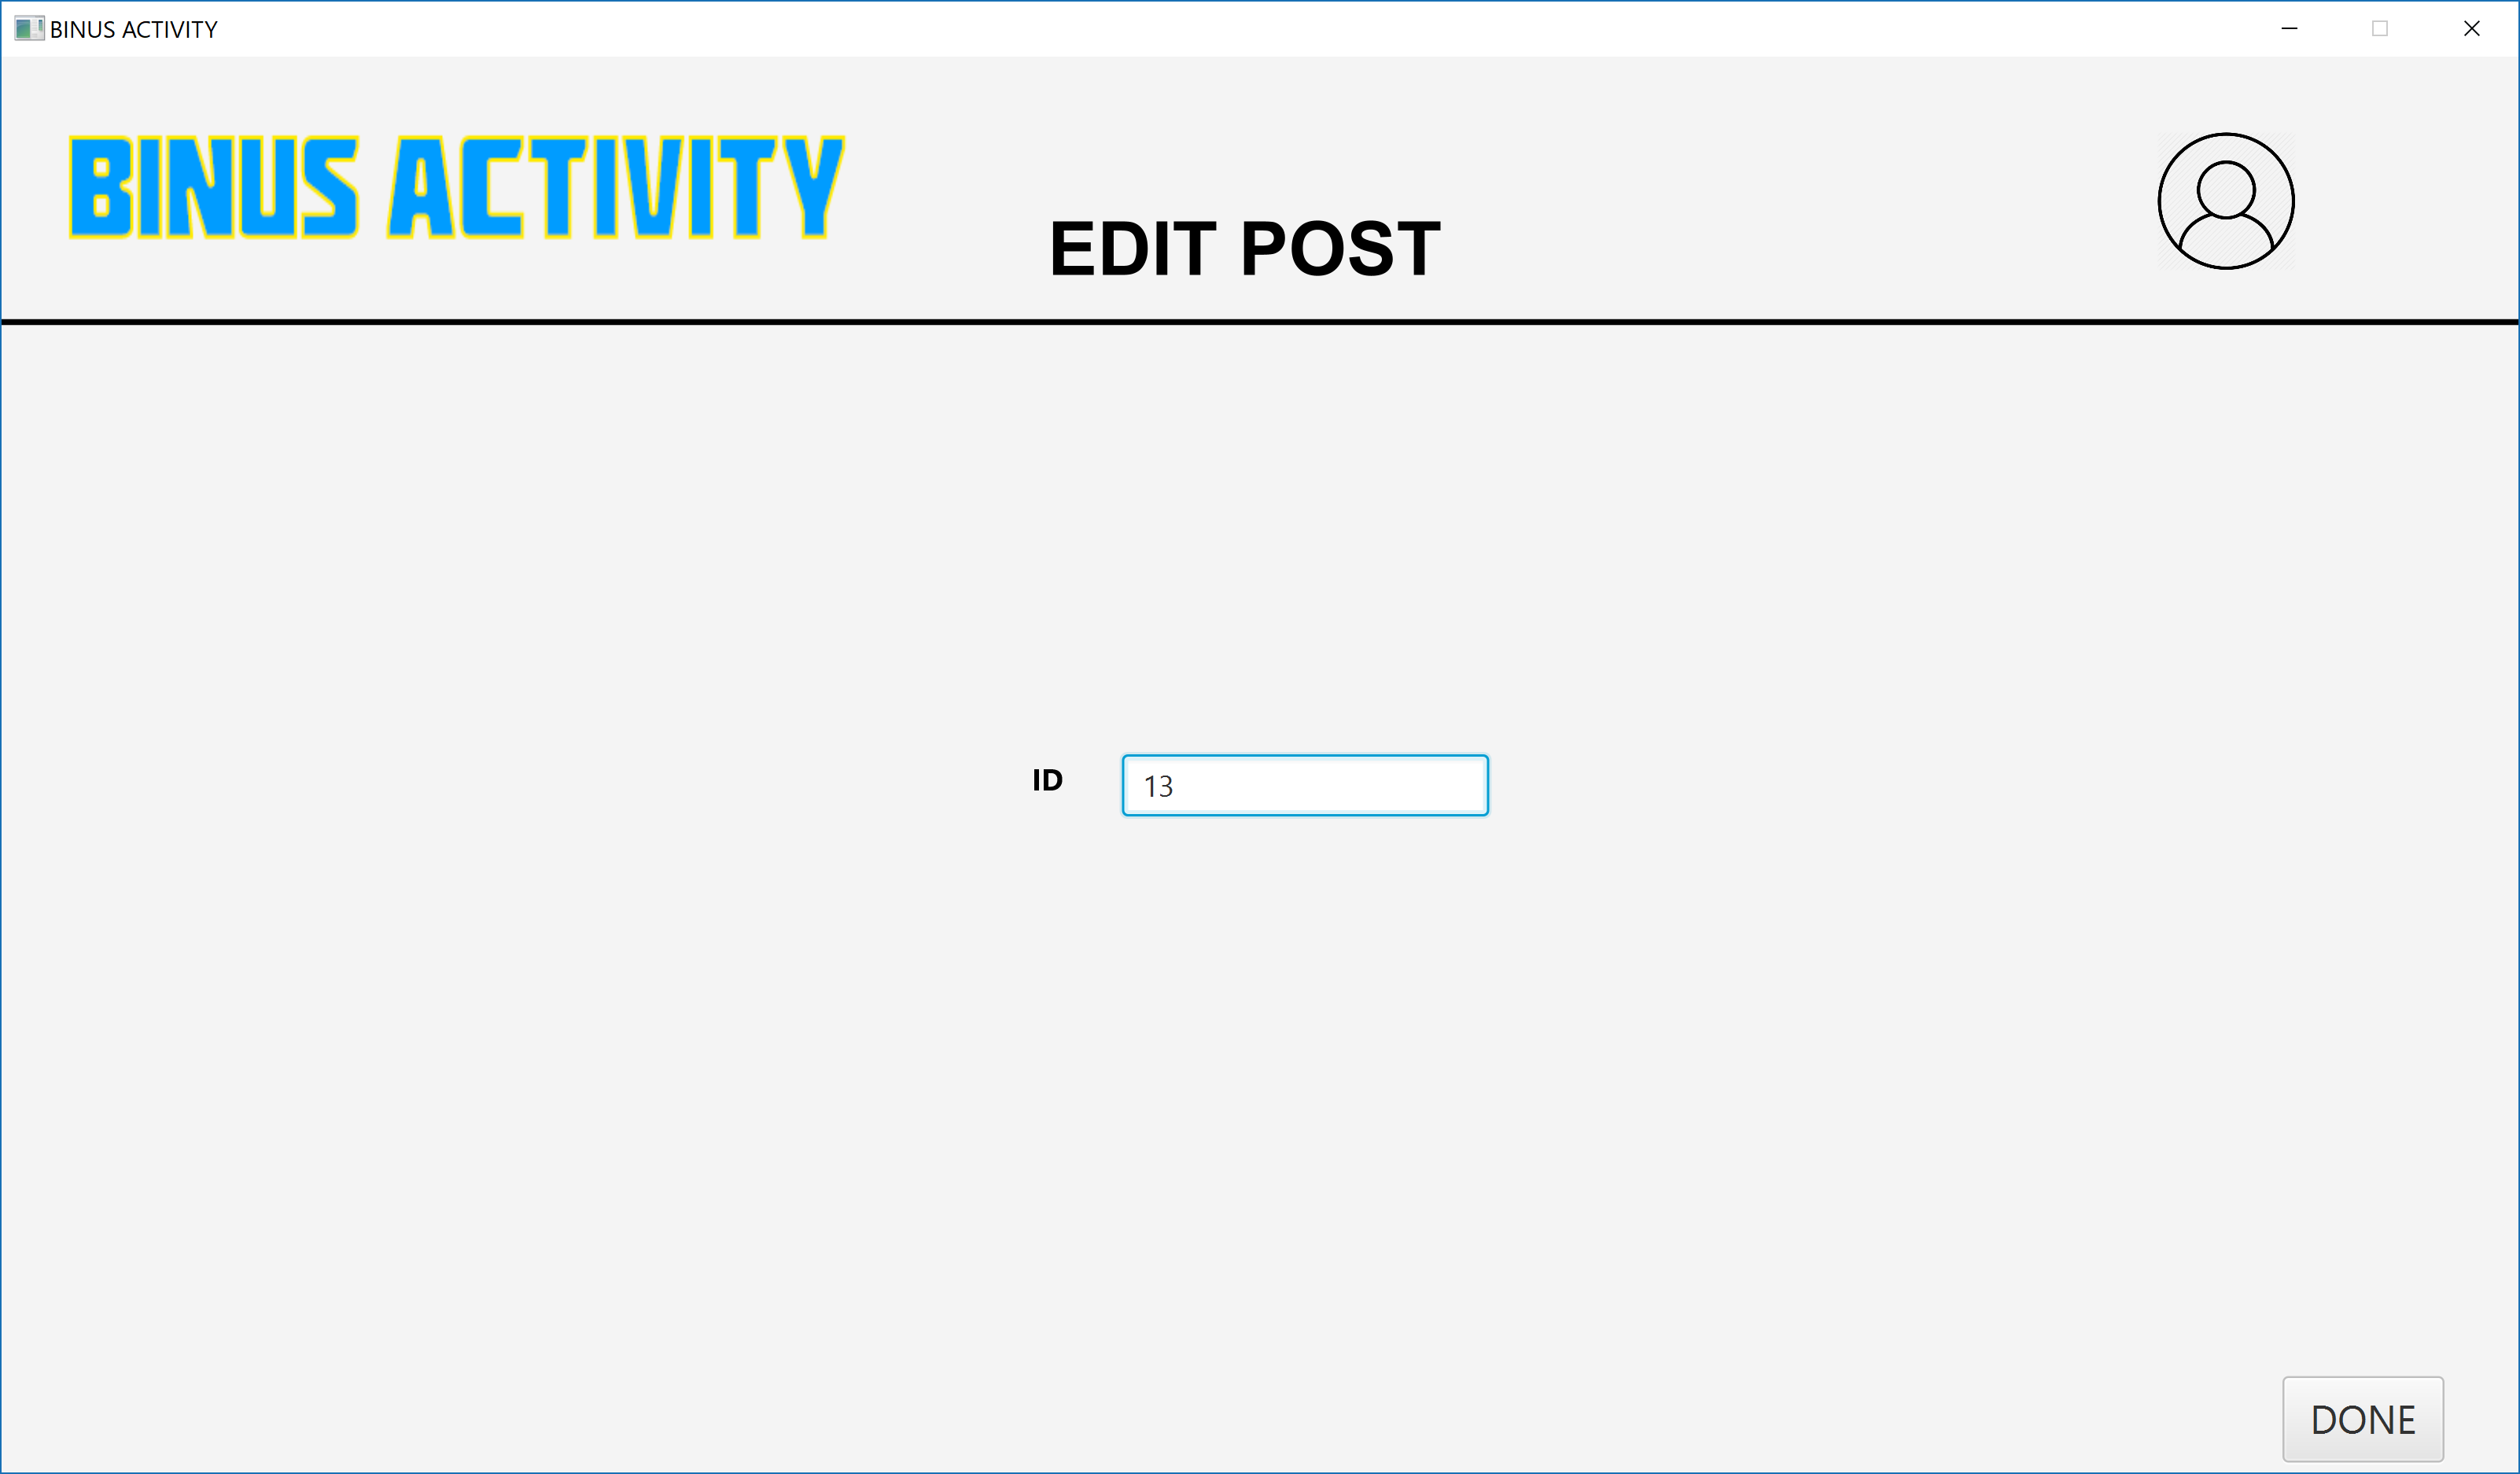 BINUS ACTIVITY
BINUS ACTIVITY
EDIT POST
ID
13
DONE